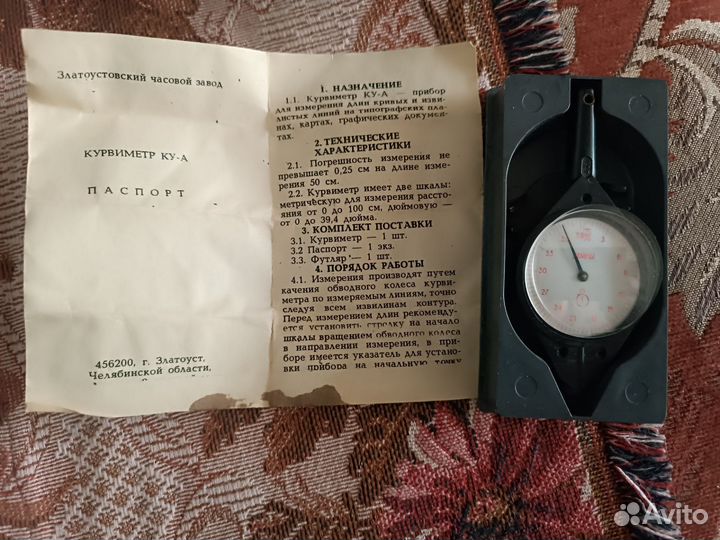 Златоустовский часовой завод
КУРВИМЕТР КУ-А
ПАСПОРТ
456200, г. Златоуст,
Челябинской области,
1. НАЗНАЧЕНИЕ
1.1. Курвиметр КУ-А — прибор
для измерения длин кривых и изви-
листых линий на типографских пла-
нах, картах, графических докумен-
тах.
2. ТЕХНИЧЕСКИЕ
ХАРАКТЕРИСТИКИ
2.1. Погрешность измерения не
превышает 0,25 см на длине изме-
рения 50 см.
2.2. Курвиметр имеет две шкалы:
метрическую для измерения рассто-
яния от 0 до 100 см, дюймовую —
от 0 до 39,4 дюйма.
3. КОМПЛЕКТ ПОСТАВКИ
3.1. Курвиметр — 1 шт.
3.2. Паспорт — 1 экз.
3.3. Футляр — 1 шт.
4. ПОРЯДОК РАБОТЫ
4.1. Измерения производят путем
качения обводного колеса курви-
метра по измеряемым линиям, точно
следуя всем извилинам контура.
Перед измерением длин рекоменду-
ется установить стрелку на начало
шкалы вращением обводного колеса
в направлении измерения, в при-
боре имеется указатель для установ-
ки прибора на начальную точку
Avito